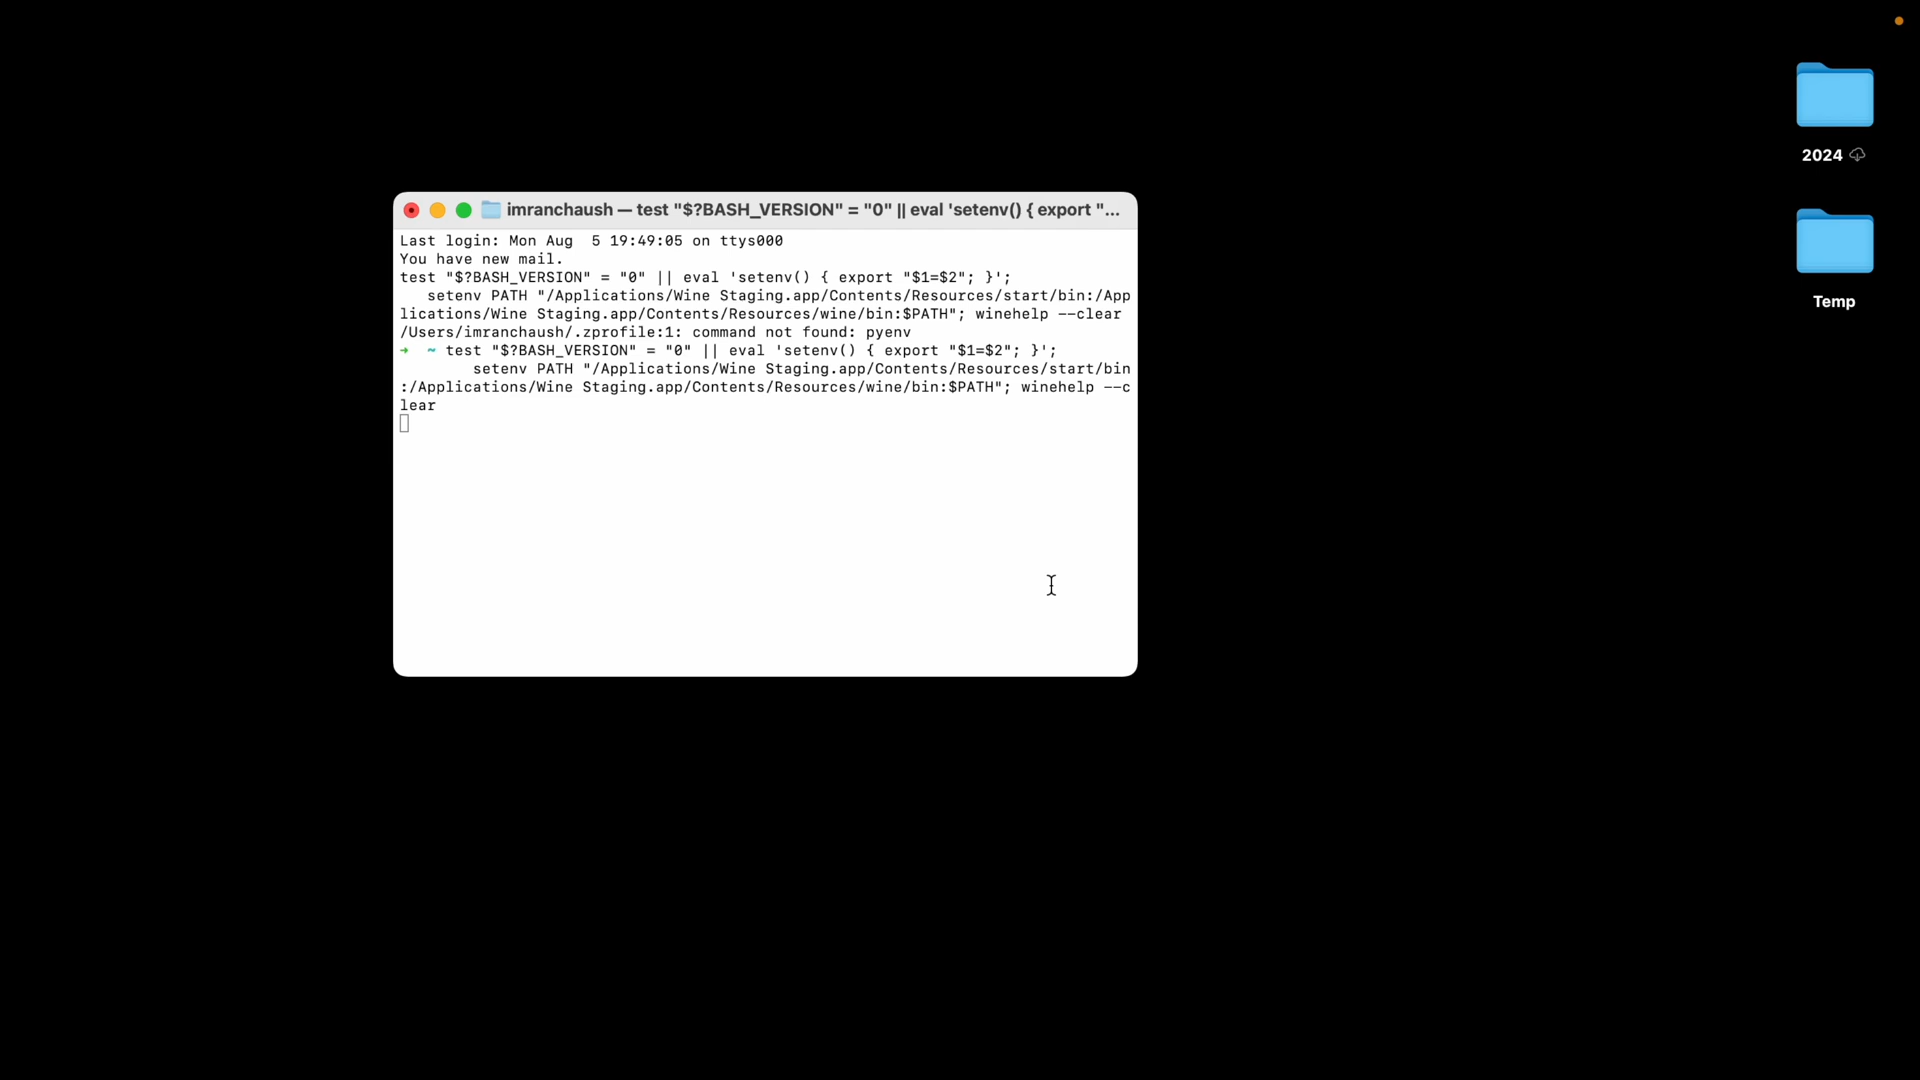 2024
Temp
imranchaush — test "$?BASH_VERSION" = "0" || eval 'setenv() { export "...
Last login: Mon Aug  5 19:49:05 on ttys000
You have new mail.
test "$?BASH_VERSION" = "0" || eval 'setenv() { export "$1=$2"; }';
   setenv PATH "/Applications/Wine Staging.app/Contents/Resources/start/bin:/App
lications/Wine Staging.app/Contents/Resources/wine/bin:$PATH"; winehelp --clear
/Users/imranchaush/.zprofile:1: command not found: pyenv
➜  ~ test "$?BASH_VERSION" = "0" || eval 'setenv() { export "$1=$2"; }';
        setenv PATH "/Applications/Wine Staging.app/Contents/Resources/start/bin
:/Applications/Wine Staging.app/Contents/Resources/wine/bin:$PATH"; winehelp --c
lear